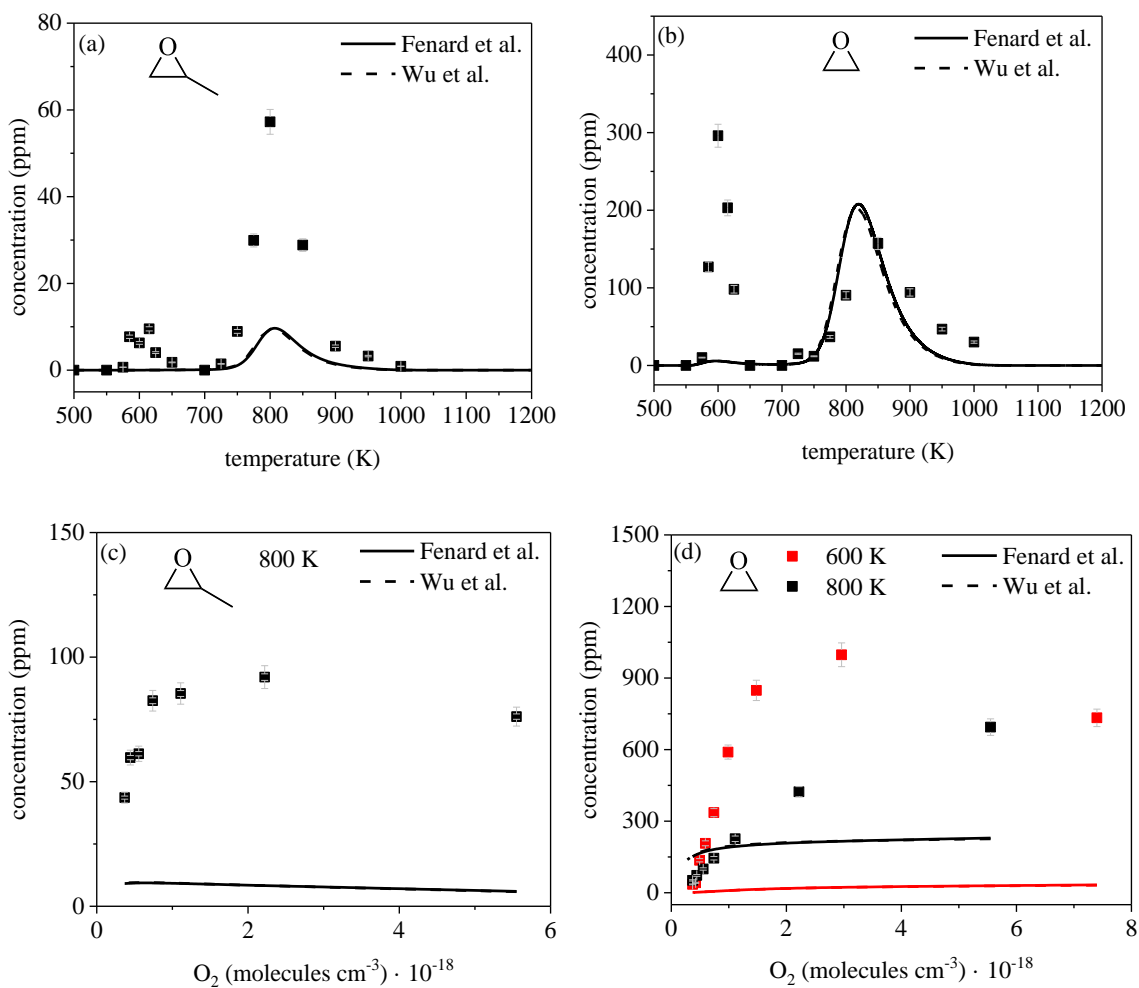 (a)
O
Fenard et al.
Wu et al.
80
60
40
20
0
concentration (ppm)
500 600 700 800 900 1000 1100 1200
temperature (K)
(b)
O
Fenard et al.
Wu et al.
400
300
200
100
0
concentration (ppm)
500 600 700 800 900 1000 1100 1200
temperature (K)
(c)
O
800 K
Fenard et al.
Wu et al.
150
100
50
0
concentration (ppm)
0 2 4 6
O₂ (molecules cm⁻³) · 10⁻¹⁸
(d)
O
600 K
800 K
Fenard et al.
Wu et al.
1500
1200
900
600
300
0
concentration (ppm)
0 2 4 6 8
O₂ (molecules cm⁻³) · 10⁻¹⁸